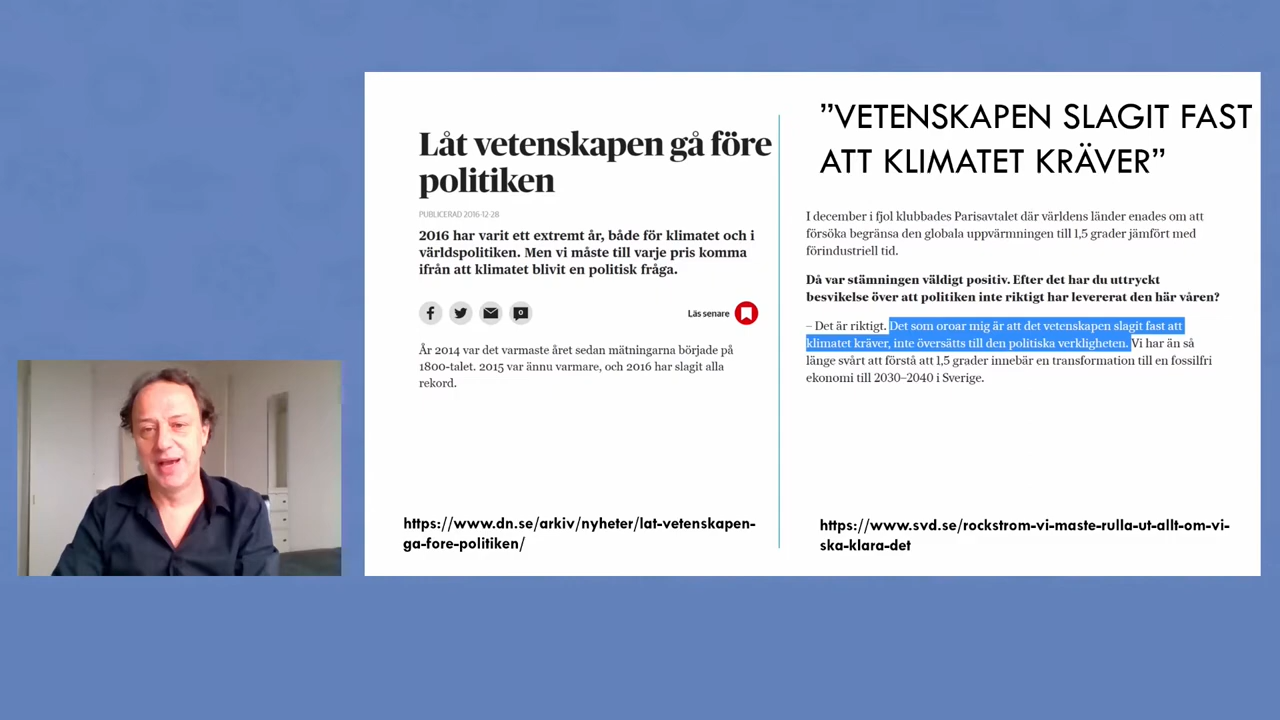 Låt vetenskapen gå före
politiken
PUBLICERAD 2016-12-28
2016 har varit ett extremt år, både för klimatet och i
världspolitiken. Men vi måste till varje pris komma
ifrån att klimatet blivit en politisk fråga.
0
Läs senare
År 2014 var det varmaste året sedan mätningarna började på
1800-talet. 2015 var ännu varmare, och 2016 har slagit alla
rekord.
https://www.dn.se/arkiv/nyheter/lat-vetenskapen-
ga-fore-politiken/
”VETENSKAPEN SLAGIT FAST
ATT KLIMATET KRÄVER”
I december i fjol klubbades Parisavtalet där världens länder enades om att
försöka begränsa den globala uppvärmningen till 1,5 grader jämfört med
förindustriell tid.
Då var stämningen väldigt positiv. Efter det har du uttryckt
besvikelse över att politiken inte riktigt har levererat den här våren?
– Det är riktigt. Det som oroar mig är att det vetenskapen slagit fast att
klimatet kräver, inte översätts till den politiska verkligheten. Vi har än så
länge svårt att förstå att 1,5 grader innebär en transformation till en fossilfri
ekonomi till 2030–2040 i Sverige.
https://www.svd.se/rockstrom-vi-maste-rulla-ut-allt-om-vi-
ska-klara-det